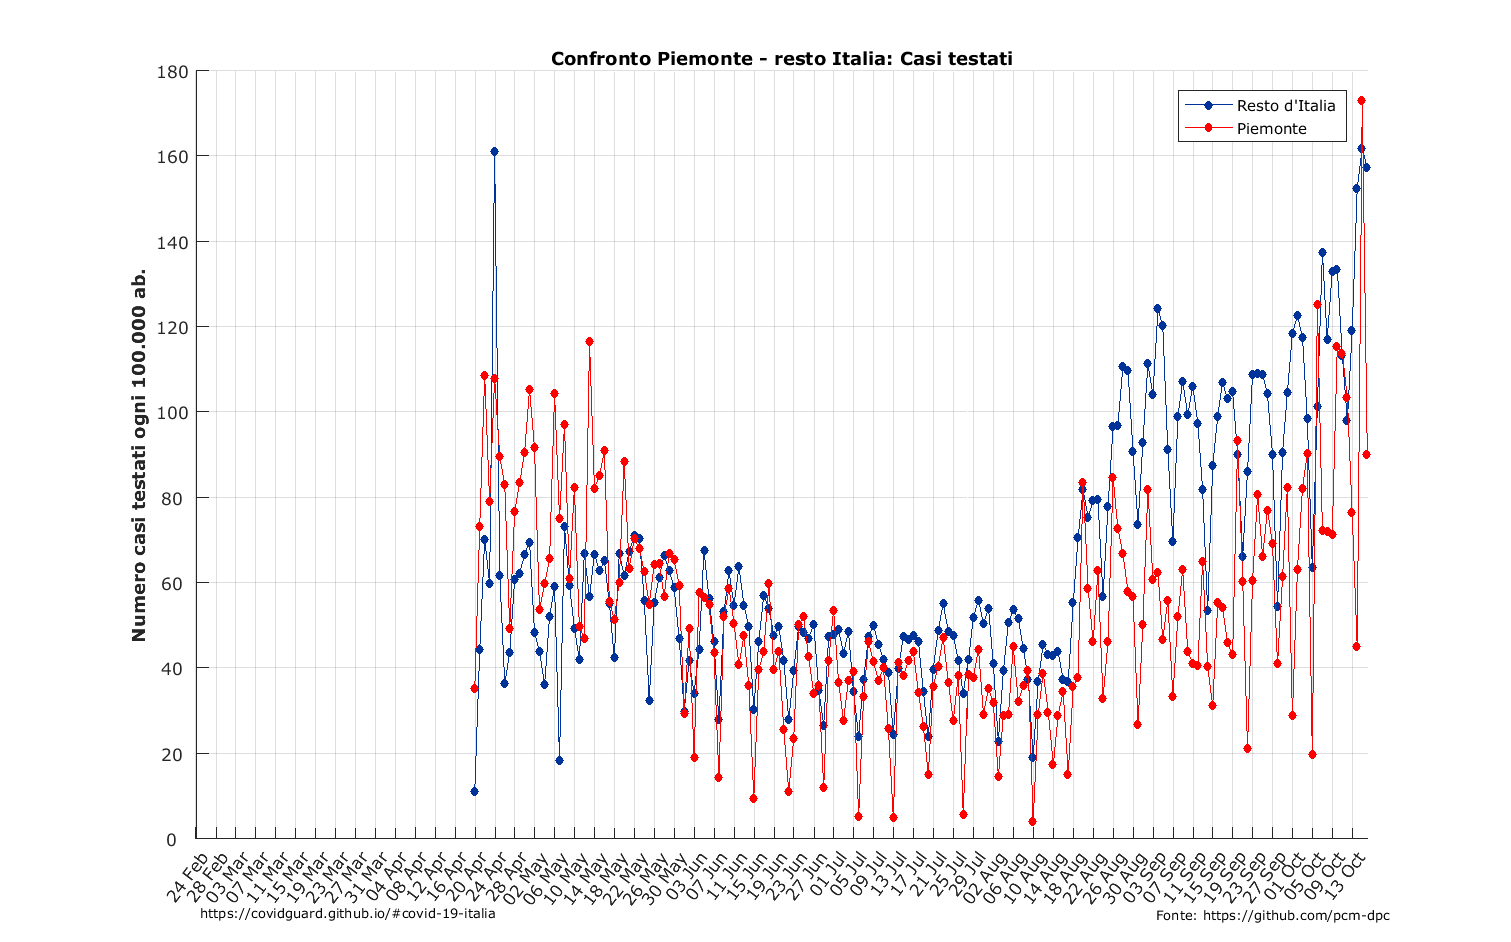 Confronto Piemonte - resto Italia: Casi testati
Numero casi testati ogni 100.000 ab.
180
160
140
120
100
80
60
40
20
0
Resto d'Italia
Piemonte
24 Feb
28 Feb
03 Mar
07 Mar
11 Mar
15 Mar
19 Mar
23 Mar
27 Mar
31 Mar
04 Apr
08 Apr
12 Apr
16 Apr
20 Apr
24 Apr
28 Apr
02 May
06 May
10 May
14 May
18 May
22 May
26 May
30 May
03 Jun
07 Jun
11 Jun
15 Jun
19 Jun
23 Jun
27 Jun
01 Jul
05 Jul
09 Jul
13 Jul
17 Jul
21 Jul
25 Jul
29 Jul
02 Aug
06 Aug
10 Aug
14 Aug
18 Aug
22 Aug
26 Aug
30 Aug
03 Sep
07 Sep
11 Sep
15 Sep
19 Sep
23 Sep
27 Sep
01 Oct
05 Oct
09 Oct
13 Oct
https://covidguard.github.io/#covid-19-italia
Fonte: https://github.com/pcm-dpc